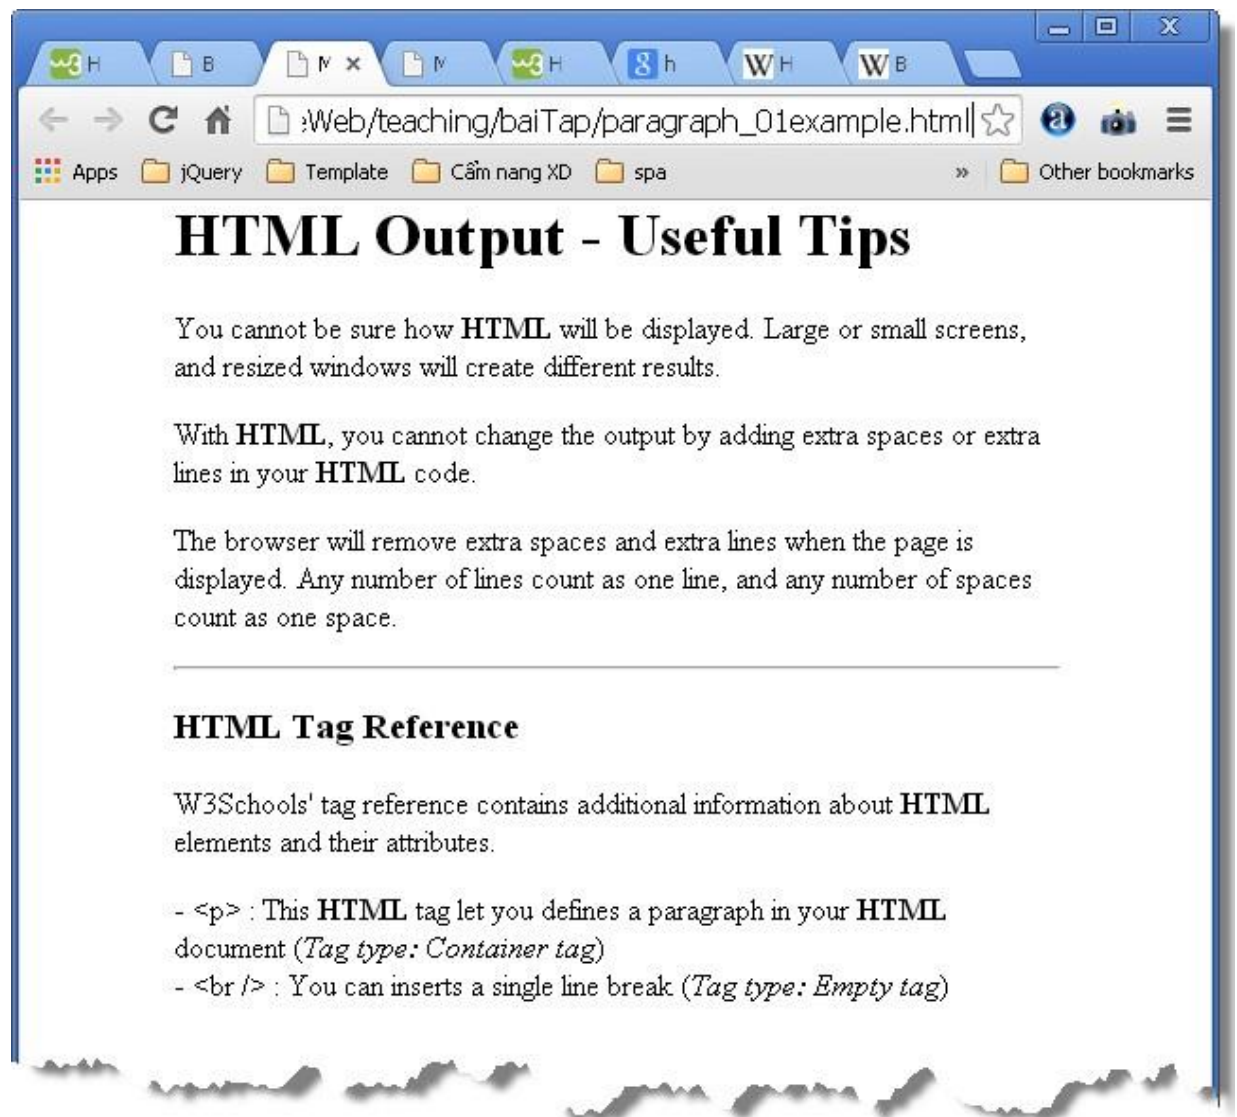 H B M M H h W H W B
:Web/teaching/baiTap/paragraph_01example.html
Apps jQuery Template Cẩm nang XD spa » Other bookmarks
HTML Output - Useful Tips
You cannot be sure how HTML will be displayed. Large or small screens,
and resized windows will create different results.
With HTML, you cannot change the output by adding extra spaces or extra
lines in your HTML code.
The browser will remove extra spaces and extra lines when the page is
displayed. Any number of lines count as one line, and any number of spaces
count as one space.
HTML Tag Reference
W3Schools' tag reference contains additional information about HTML
elements and their attributes.
- <p> : This HTML tag let you defines a paragraph in your HTML
document (Tag type: Container tag)
- <br /> : You can inserts a single line break (Tag type: Empty tag)